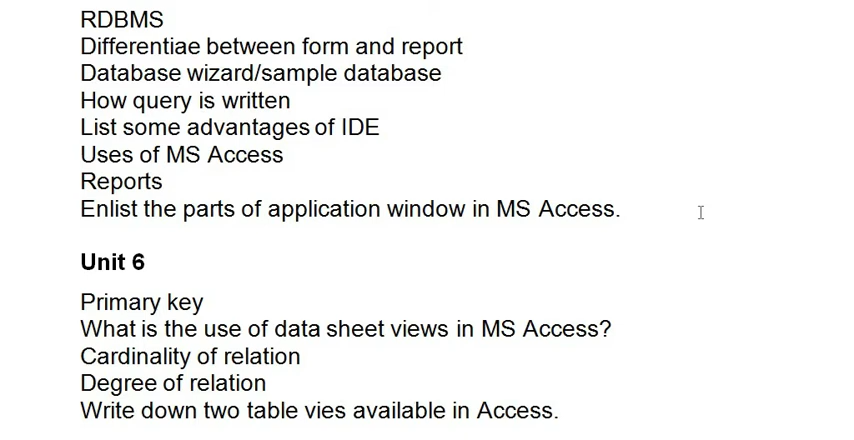 RDBMS
Differentiae between form and report
Database wizard/sample database
How query is written
List some advantages of IDE
Uses of MS Access
Reports
Enlist the parts of application window in MS Access.
Unit 6
Primary key
What is the use of data sheet views in MS Access?
Cardinality of relation
Degree of relation
Write down two table vies available in Access.